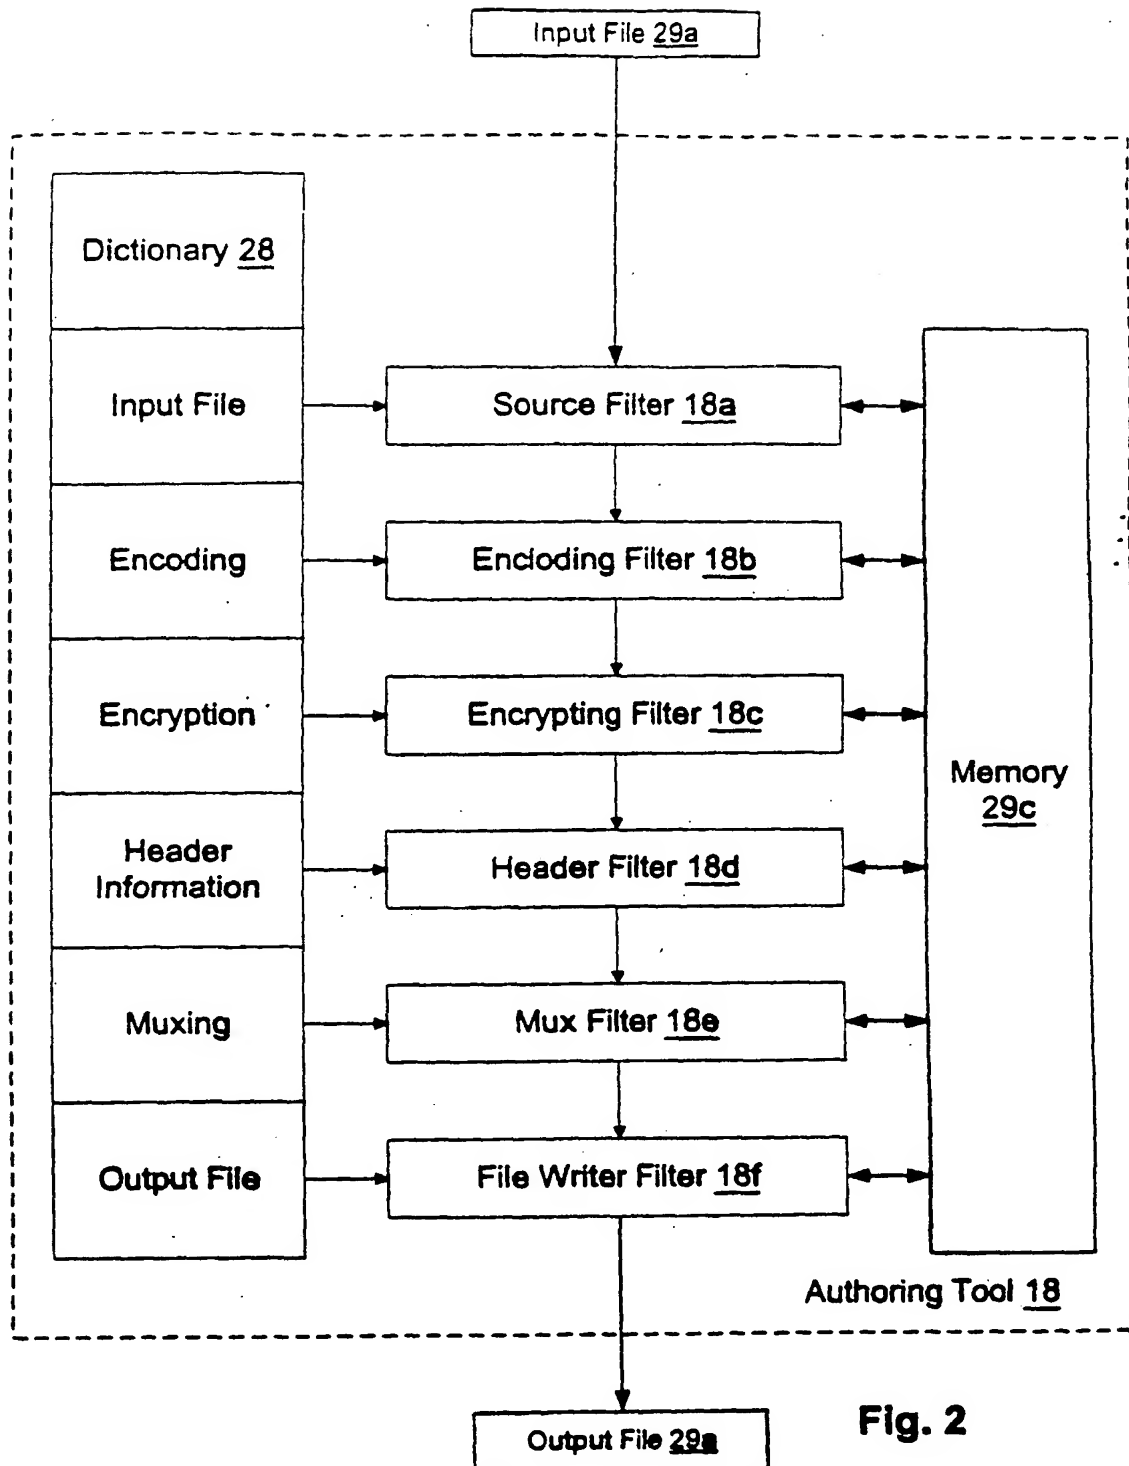 Input File 29a
Dictionary 28
Input File
Source Filter 18a
Encoding
Encloding Filter 18b
Encryption
Encrypting Filter 18c
Memory
29c
Header
Information
Header Filter 18d
Muxing
Mux Filter 18e
Output File
File Writer Filter 18f
Authoring Tool 18
Output File 29a
Fig. 2